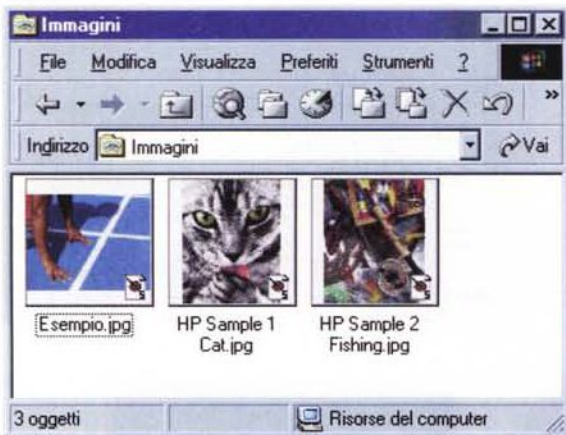 Immagini
File Modifica Visualizza Preferiti Strumenti ?
»
Indirizzo Immagini Vai
Esempio.jpg HP Sample 1 HP Sample 2
Cat.jpg Fishing.jpg
3 oggetti Risorse del computer